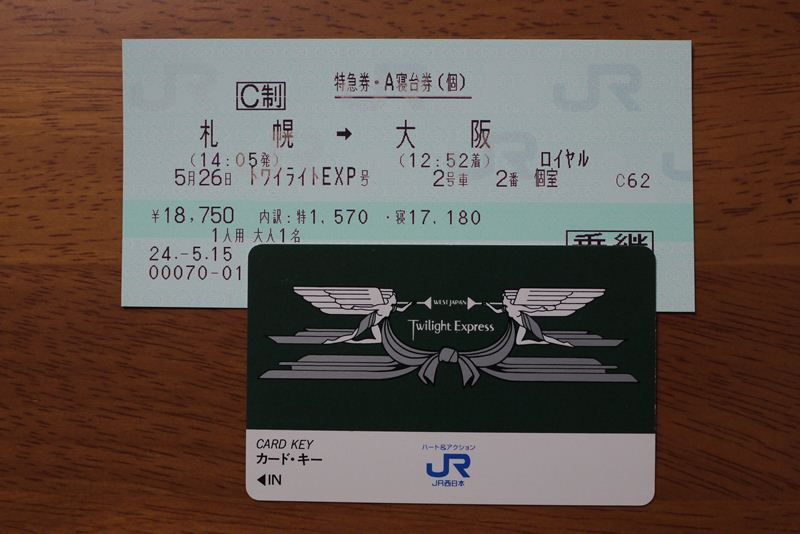 特急券・A寝台券(個)
C制
札 幌 → 大 阪
(14:05発) (12:52着) ロイヤル
5月26日 トワイライトEXP号 2号車 2番 個室 C62
¥18,750 内訳:特1,570 ・寝17,180
1人用 大人1名
乗継
24.-5.15
00070-01
WEST JAPAN
Twilight Express
CARD KEY
カード・キー
◀IN
ハート&アクション
JR
JR西日本